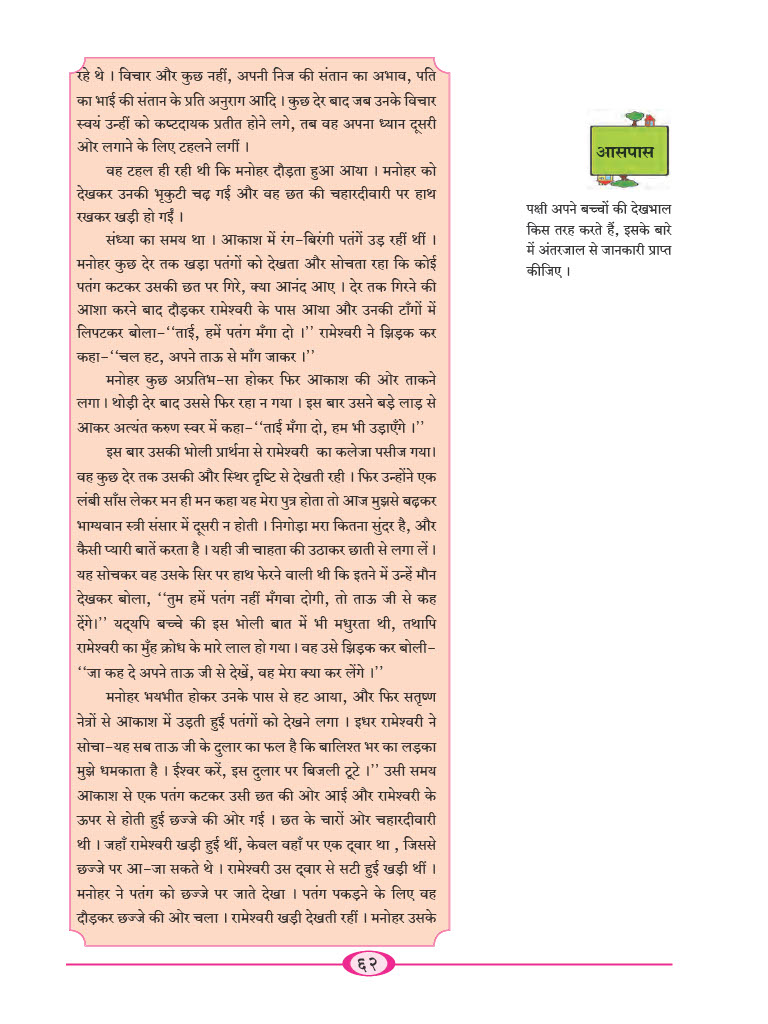 रहे थे । विचार और कुछ नहीं, अपनी निज की संतान का अभाव, पति
का भाई की संतान के प्रति अनुराग आदि । कुछ देर बाद जब उनके विचार
स्वयं उन्हीं को कष्टदायक प्रतीत होने लगे, तब वह अपना ध्यान दूसरी
ओर लगाने के लिए टहलने लगीं ।
वह टहल ही रही थी कि मनोहर दौड़ता हुआ आया । मनोहर को
देखकर उनकी भृकुटी चढ़ गई और वह छत की चहारदीवारी पर हाथ
रखकर खड़ी हो गईं ।
संध्या का समय था । आकाश में रंग-बिरंगी पतंगें उड़ रहीं थीं ।
मनोहर कुछ देर तक खड़ा पतंगों को देखता और सोचता रहा कि कोई
पतंग कटकर उसकी छत पर गिरे, क्या आनंद आए । देर तक गिरने की
आशा करने बाद दौड़कर रामेश्वरी के पास आया और उनकी टाँगों में
लिपटकर बोला-‘‘ताई, हमें पतंग मँगा दो ।’’ रामेश्वरी ने झिड़क कर
कहा-‘‘चल हट, अपने ताऊ से माँग जाकर ।’’
मनोहर कुछ अप्रतिभ-सा होकर फिर आकाश की ओर ताकने
लगा । थोड़ी देर बाद उससे फिर रहा न गया । इस बार उसने बड़े लाड़ से
आकर अत्यंत करुण स्वर में कहा-‘‘ताई मँगा दो, हम भी उड़ाएँगे ।’’
इस बार उसकी भोली प्रार्थना से रामेश्वरी का कलेजा पसीज गया।
वह कुछ देर तक उसकी और स्थिर दृष्टि से देखती रही । फिर उन्होंने एक
लंबी साँस लेकर मन ही मन कहा यह मेरा पुत्र होता तो आज मुझसे बढ़कर
भाग्यवान स्त्री संसार में दूसरी न होती । निगोड़ा मरा कितना सुंदर है, और
कैसी प्यारी बातें करता है । यही जी चाहता की उठाकर छाती से लगा लें ।
यह सोचकर वह उसके सिर पर हाथ फेरने वाली थी कि इतने में उन्हें मौन
देखकर बोला, ‘‘तुम हमें पतंग नहीं मँगवा दोगी, तो ताऊ जी से कह
देंगे।’’ यद्यपि बच्चे की इस भोली बात में भी मधुरता थी, तथापि
रामेश्वरी का मुँह क्रोध के मारे लाल हो गया । वह उसे झिड़क कर बोली-
‘‘जा कह दे अपने ताऊ जी से देखें, वह मेरा क्या कर लेंगे ।’’
मनोहर भयभीत होकर उनके पास से हट आया, और फिर सतृष्ण
नेत्रों से आकाश में उड़ती हुई पतंगों को देखने लगा । इधर रामेश्वरी ने
सोचा-यह सब ताऊ जी के दुलार का फल है कि बालिश्त भर का लड़का
मुझे धमकाता है । ईश्वर करें, इस दुलार पर बिजली टूटे ।’’ उसी समय
आकाश से एक पतंग कटकर उसी छत की ओर आई और रामेश्वरी के
ऊपर से होती हुई छज्जे की ओर गई । छत के चारों ओर चहारदीवारी
थी । जहाँ रामेश्वरी खड़ी हुई थीं, केवल वहाँ पर एक द्वार था , जिससे
छज्जे पर आ-जा सकते थे । रामेश्वरी उस द्वार से सटी हुई खड़ी थीं ।
मनोहर ने पतंग को छज्जे पर जाते देखा । पतंग पकड़ने के लिए वह
दौड़कर छज्जे की ओर चला । रामेश्वरी खड़ी देखती रहीं । मनोहर उसके
आसपास
पक्षी अपने बच्चों की देखभाल
किस तरह करते हैं, इसके बारे
में अंतरजाल से जानकारी प्राप्त
कीजिए ।
६२